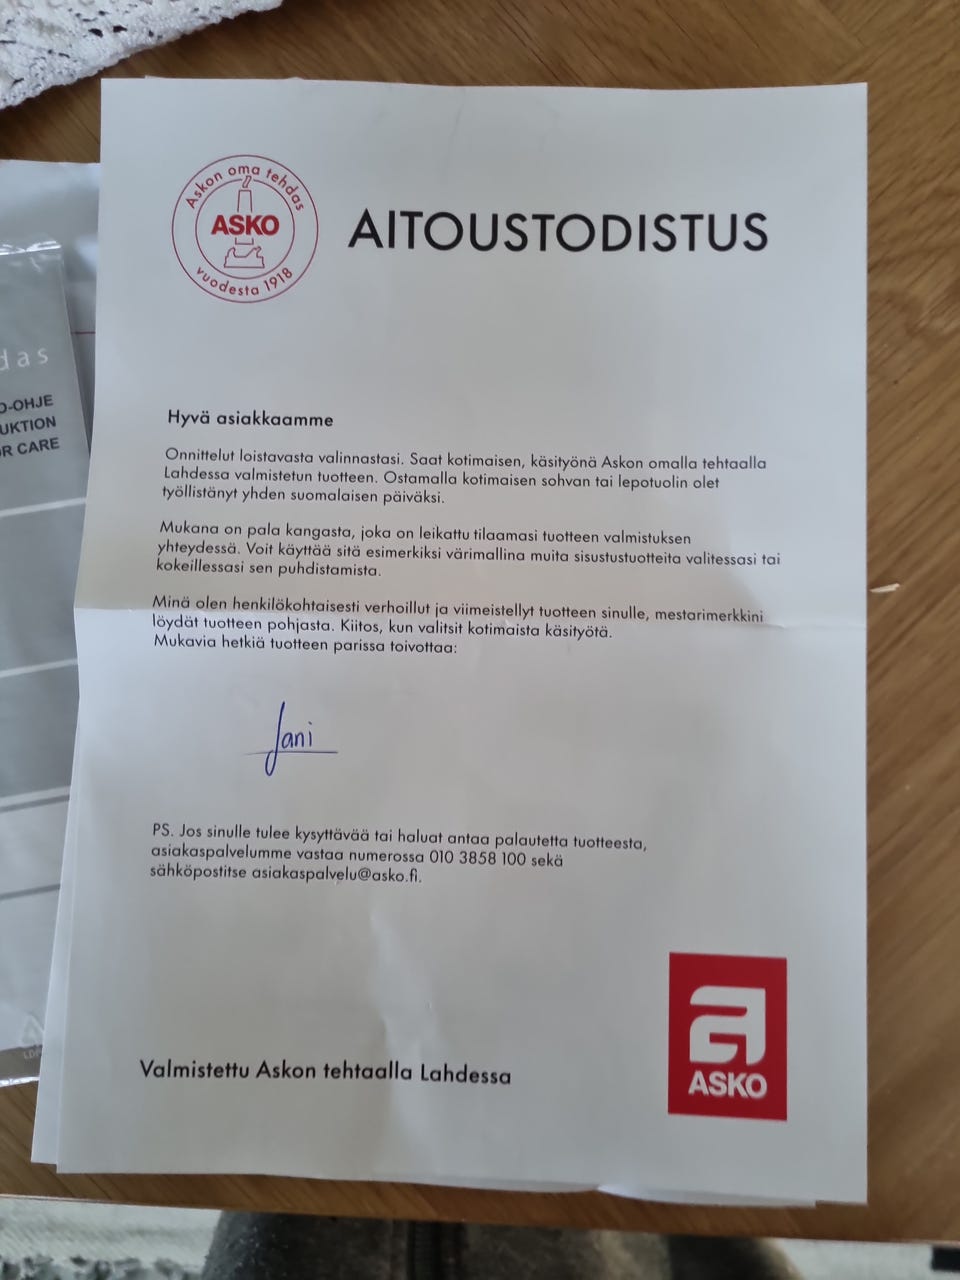 Askon oma tehdas
ASKO
vuodesta 1918
AITOUSTODISTUS
Hyvä asiakkaamme
Onnittelut loistavasta valinnastasi. Saat kotimaisen, käsityönä Askon omalla tehtaalla
Lahdessa valmistetun tuotteen. Ostamalla kotimaisen sohvan tai lepotuolin olet
työllistänyt yhden suomalaisen päiväksi.
Mukana on pala kangasta, joka on leikattu tilaamasi tuotteen valmistuksen
yhteydessä. Voit käyttää sitä esimerkiksi värimallina muita sisustustuotteita valitessasi tai
kokeillessasi sen puhdistamista.
Minä olen henkilökohtaisesti verhoillut ja viimeistellyt tuotteen sinulle, mestarimerkkini
löydät tuotteen pohjasta. Kiitos, kun valitsit kotimaista käsityötä.
Mukavia hetkiä tuotteen parissa toivottaa:
Jani
PS. Jos sinulle tulee kysyttävää tai haluat antaa palautetta tuotteesta,
asiakaspalvelumme vastaa numerossa 010 3858 100 sekä
sähköpostitse asiakaspalvelu@asko.fi.
Valmistettu Askon tehtaalla Lahdessa
a
ASKO
das
O-OHJE
UKTION
R CARE